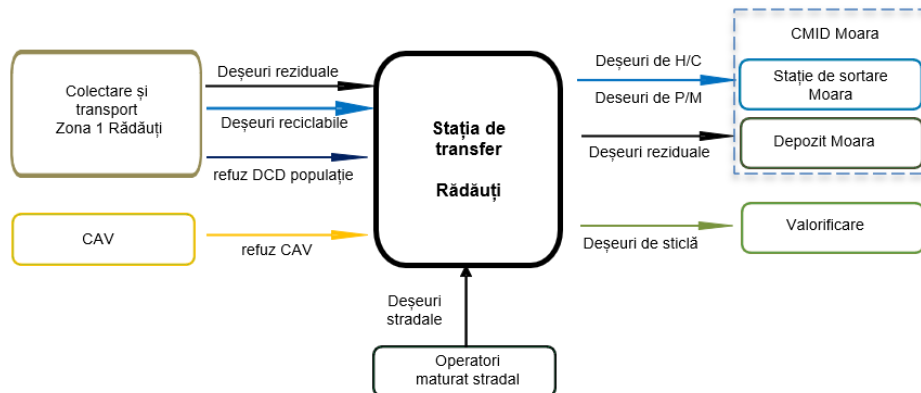 Colectare și
transport
Zona 1 Rădăuți
CAV
Deșeuri reziduale
Deșeuri reciclabile
refuz DCD populație
refuz CAV
Stația de
transfer
Rădăuți
Deșeuri
stradale
Operatori
maturat stradal
Deșeuri de H/C
Deseuri de P/M
Deșeuri reziduale
Deșeuri de sticlă
CMID Moara
Stație de sortare
Moara
Depozit Moara
Valorificare